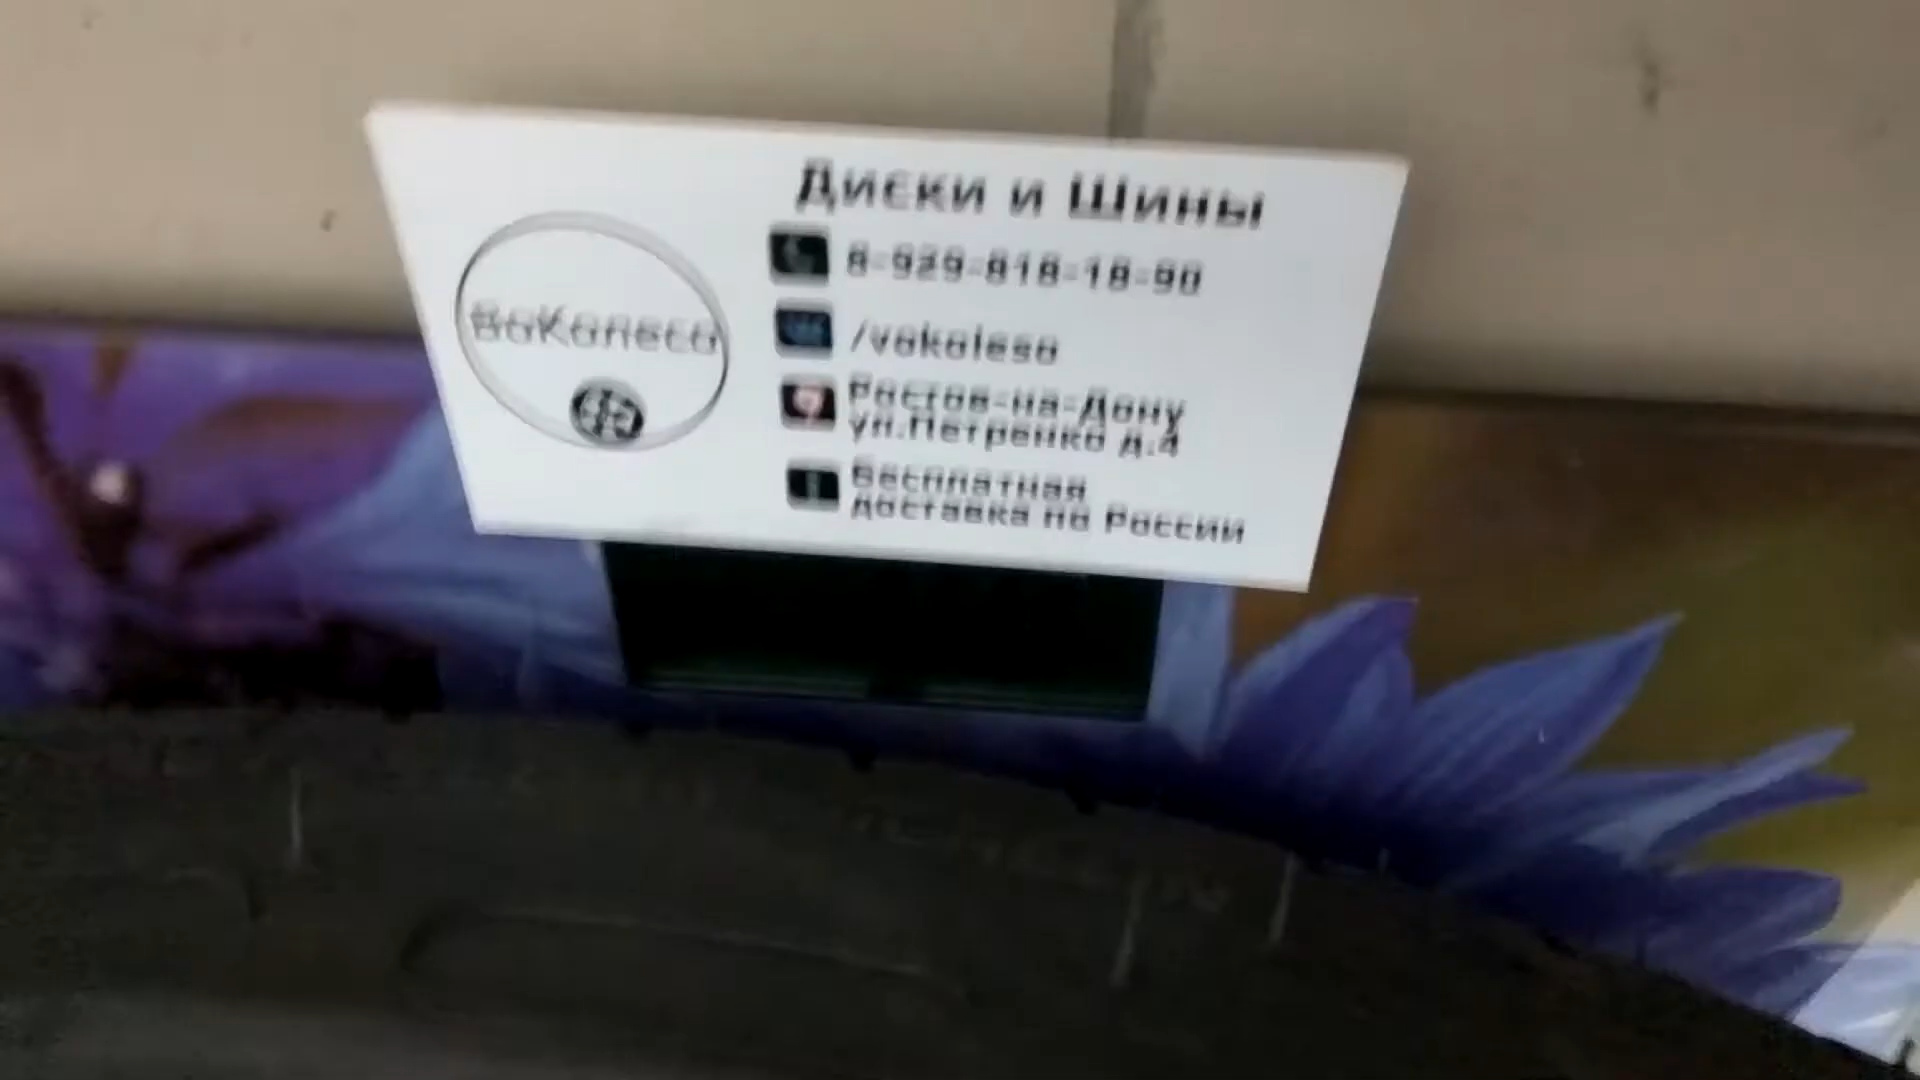 Диски и Шины
ВоКолесо
8-929-818-18-90
/vokoleso
Ростов-на-Дону
ул.Петренко д.4
Бесплатная
доставка по России